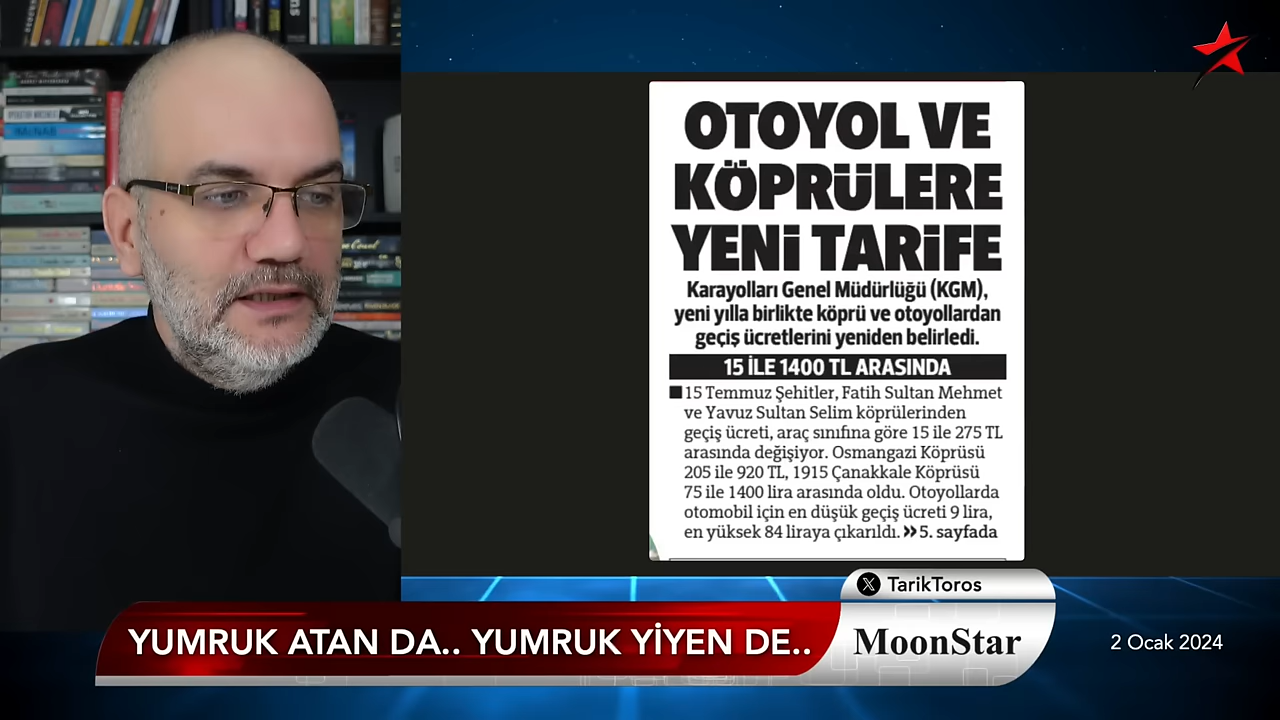 OTOYOL VE
KÖPRÜLERE
YENİ TARİFE
Karayolları Genel Müdürlüğü (KGM),
yeni yılla birlikte köprü ve otoyollardan
geçiş ücretlerini yeniden belirledi.
15 İLE 1400 TL ARASINDA
■15 Temmuz Şehitler, Fatih Sultan Mehmet
ve Yavuz Sultan Selim köprülerinden
geçiş ücreti, araç sınıfına göre 15 ile 275 TL
arasında değişiyor. Osmangazi Köprüsü
205 ile 920 TL, 1915 Çanakkale Köprüsü
75 ile 1400 lira arasında oldu. Otoyollarda
otomobil için en düşük geçiş ücreti 9 lira,
en yüksek 84 liraya çıkarıldı. » 5. sayfada
X TarikToros
YUMRUK ATAN DA.. YUMRUK YİYEN DE..
MoonStar
2 Ocak 2024